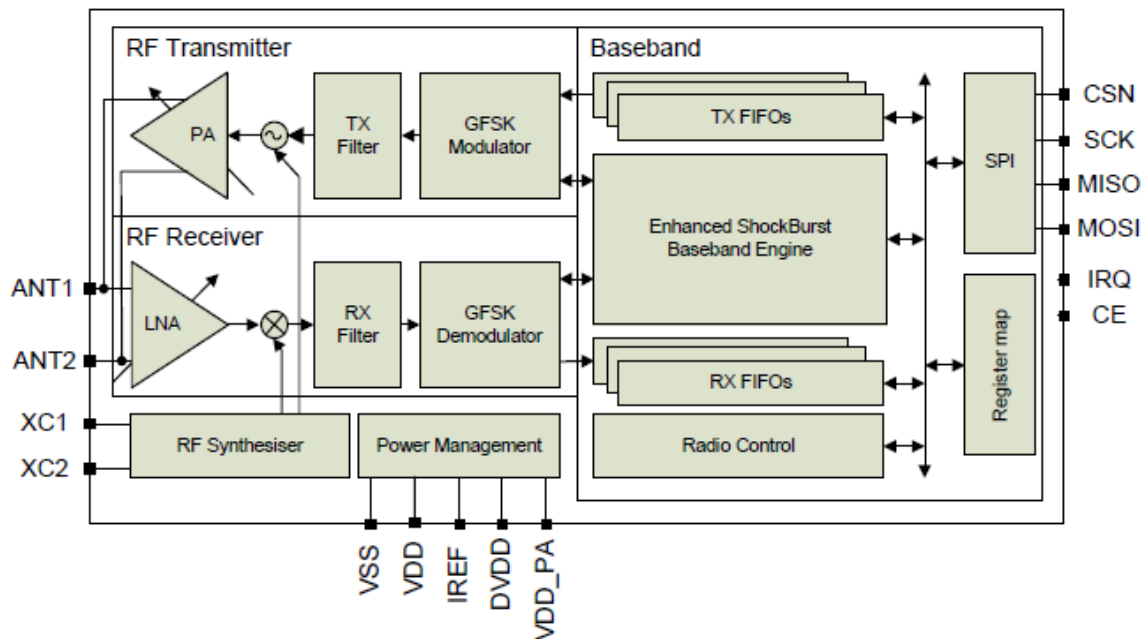 RF Transmitter
PA
TX
Filter
GFSK
Modulator
RF Receiver
LNA
RX
Filter
GFSK
Demodulator
RF Synthesiser
Power Management
Baseband
TX FIFOs
Enhanced ShockBurst
Baseband Engine
RX FIFOs
Radio Control
SPI
Register map
CSN
SCK
MISO
MOSI
IRQ
CE
ANT1
ANT2
XC1
XC2
VSS
VDD
IREF
DVDD
VDD_PA